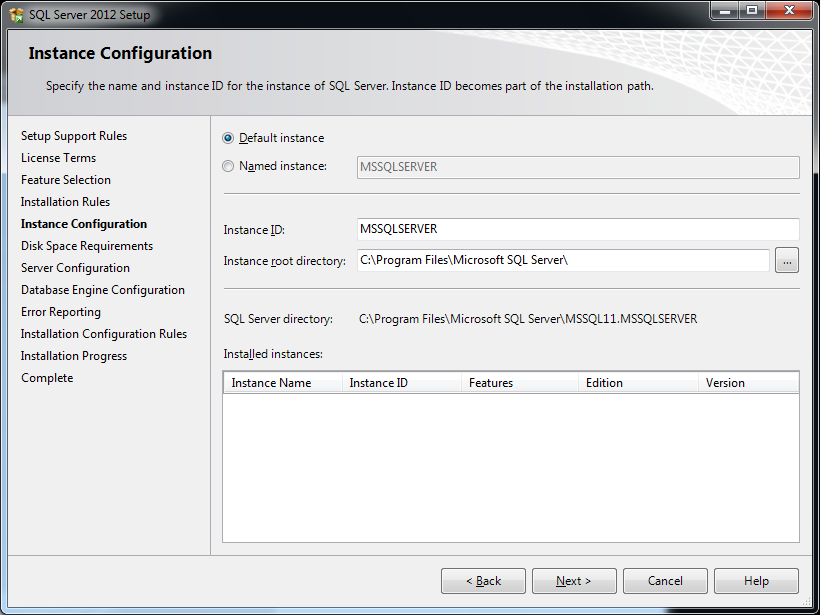 SQL Server 2012 Setup
Instance Configuration
Specify the name and instance ID for the instance of SQL Server. Instance ID becomes part of the installation path.
Setup Support Rules
License Terms
Feature Selection
Installation Rules
Instance Configuration
Disk Space Requirements
Server Configuration
Database Engine Configuration
Error Reporting
Installation Configuration Rules
Installation Progress
Complete
Default instance
Named instance: MSSQLSERVER
Instance ID: MSSQLSERVER
Instance root directory: C:\Program Files\Microsoft SQL Server\ ...
SQL Server directory: C:\Program Files\Microsoft SQL Server\MSSQL11.MSSQLSERVER
Installed instances:
Instance Name Instance ID Features Edition Version
< Back Next > Cancel Help